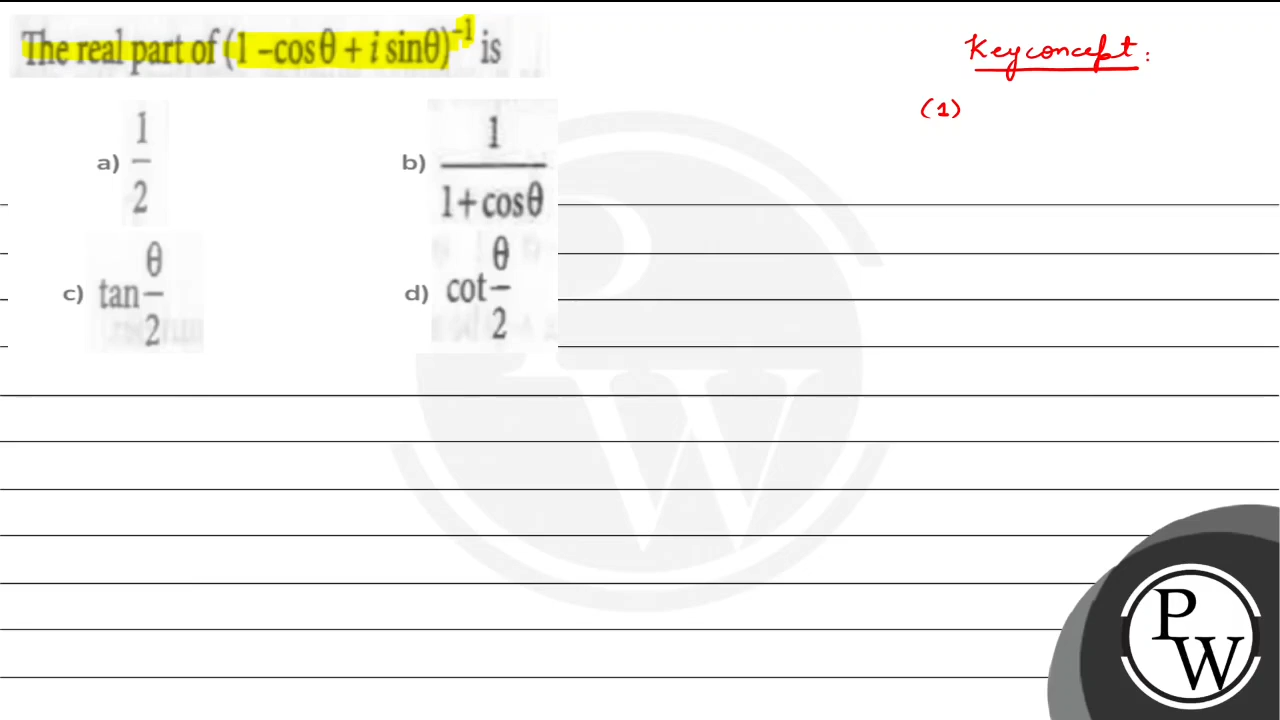 The real part of (1 –cosθ + i sinθ)⁻¹ is
Keyconcept:
(1)
a) 1/2
b) 1/(1+cosθ)
c) tan θ/2
d) cot θ/2
PW
PW